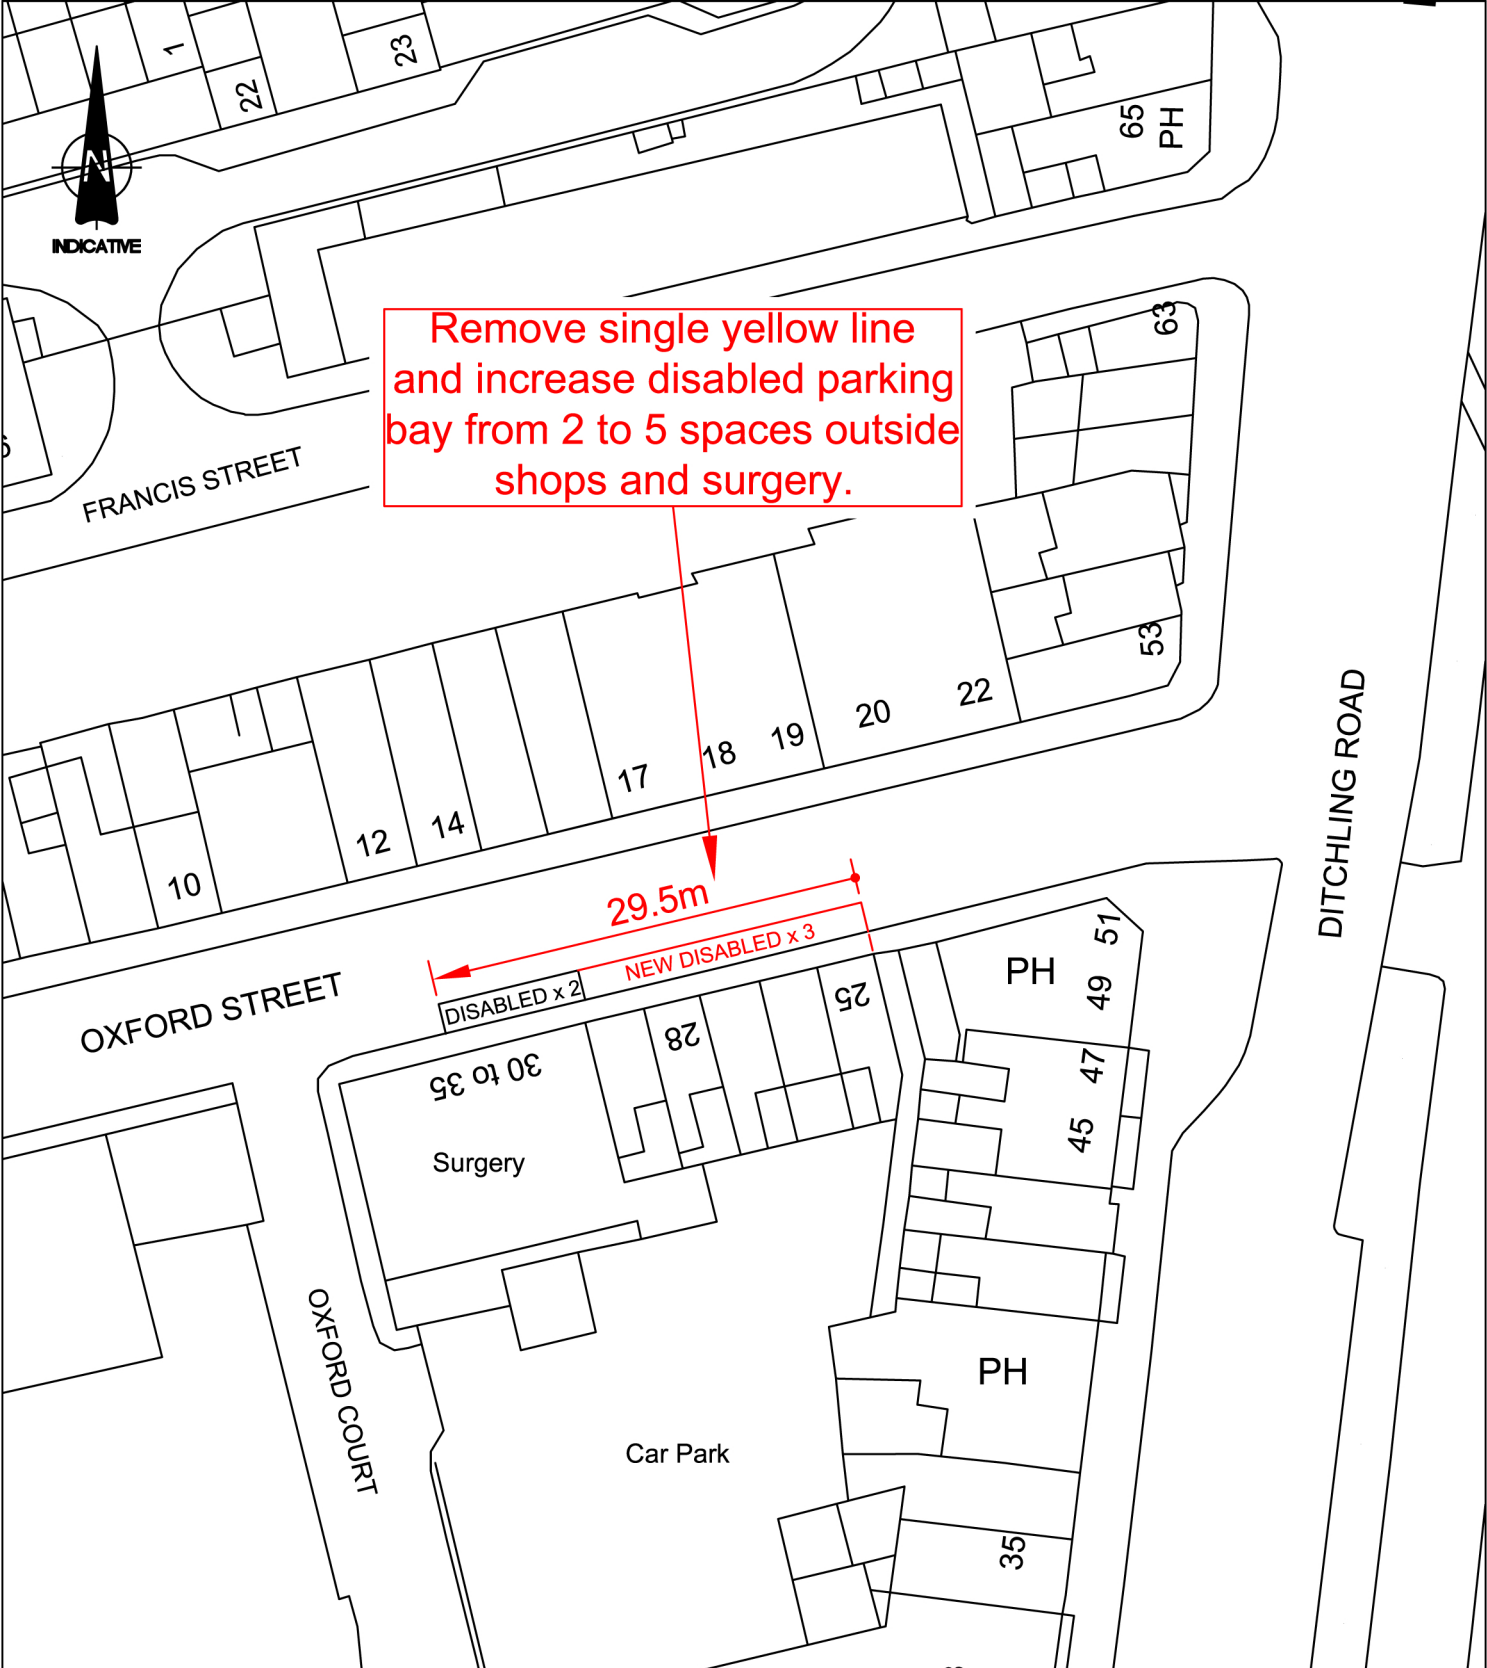 1
22
23
N
INDICATIVE
65
PH
63
Remove single yellow line
and increase disabled parking
bay from 2 to 5 spaces outside
shops and surgery.
FRANCIS STREET
53
22
20
19
18
17
14
12
10
DITCHLING ROAD
29.5m
NEW DISABLED x 3
DISABLED x 2
OXFORD STREET
51
PH
49
25
28
47
30 to 35
45
Surgery
OXFORD COURT
PH
Car Park
35